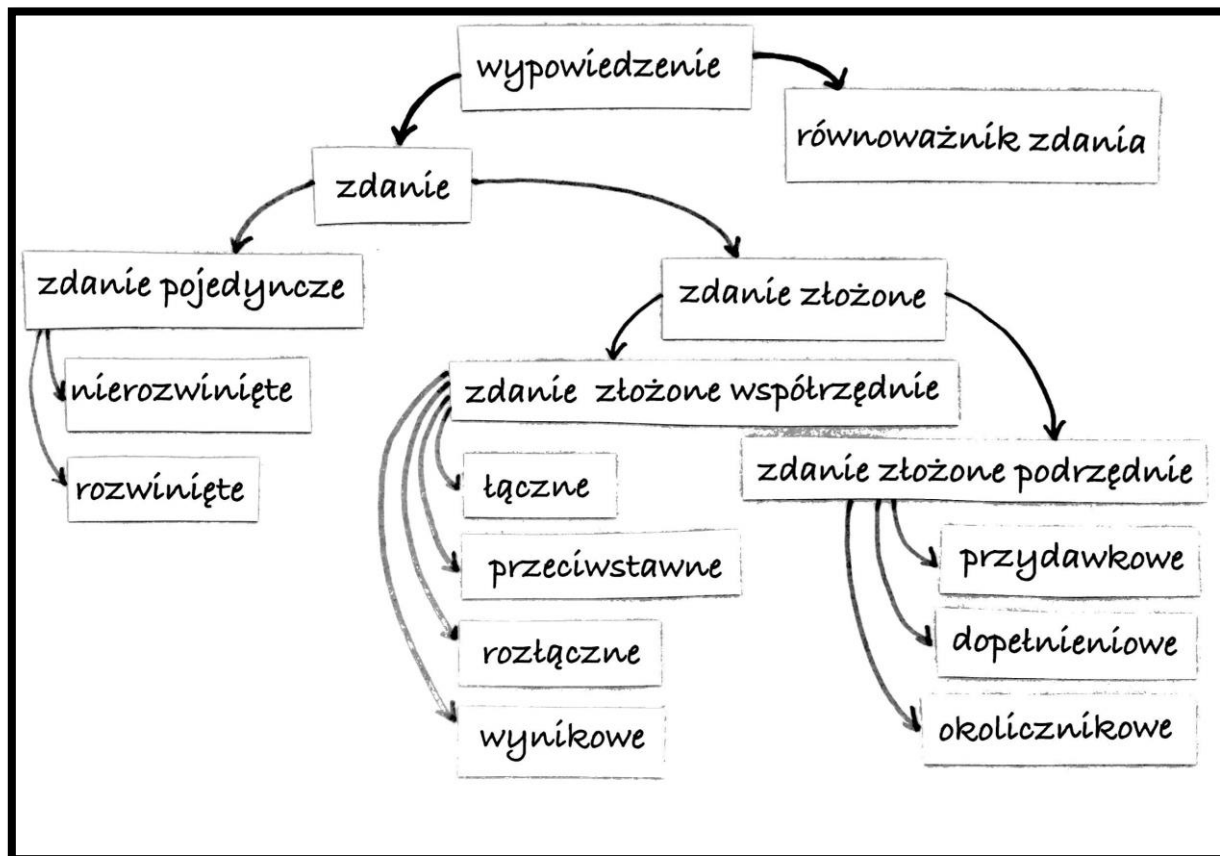 wypowiedzenie
równoważnik zdania
zdanie
zdanie pojedyncze
nierozwinięte
rozwinięte
zdanie złożone
zdanie złożone współrzędnie
łączne
przeciwstawne
rozłączne
wynikowe
zdanie złożone podrzędnie
przydawkowe
dopełnieniowe
okolicznikowe